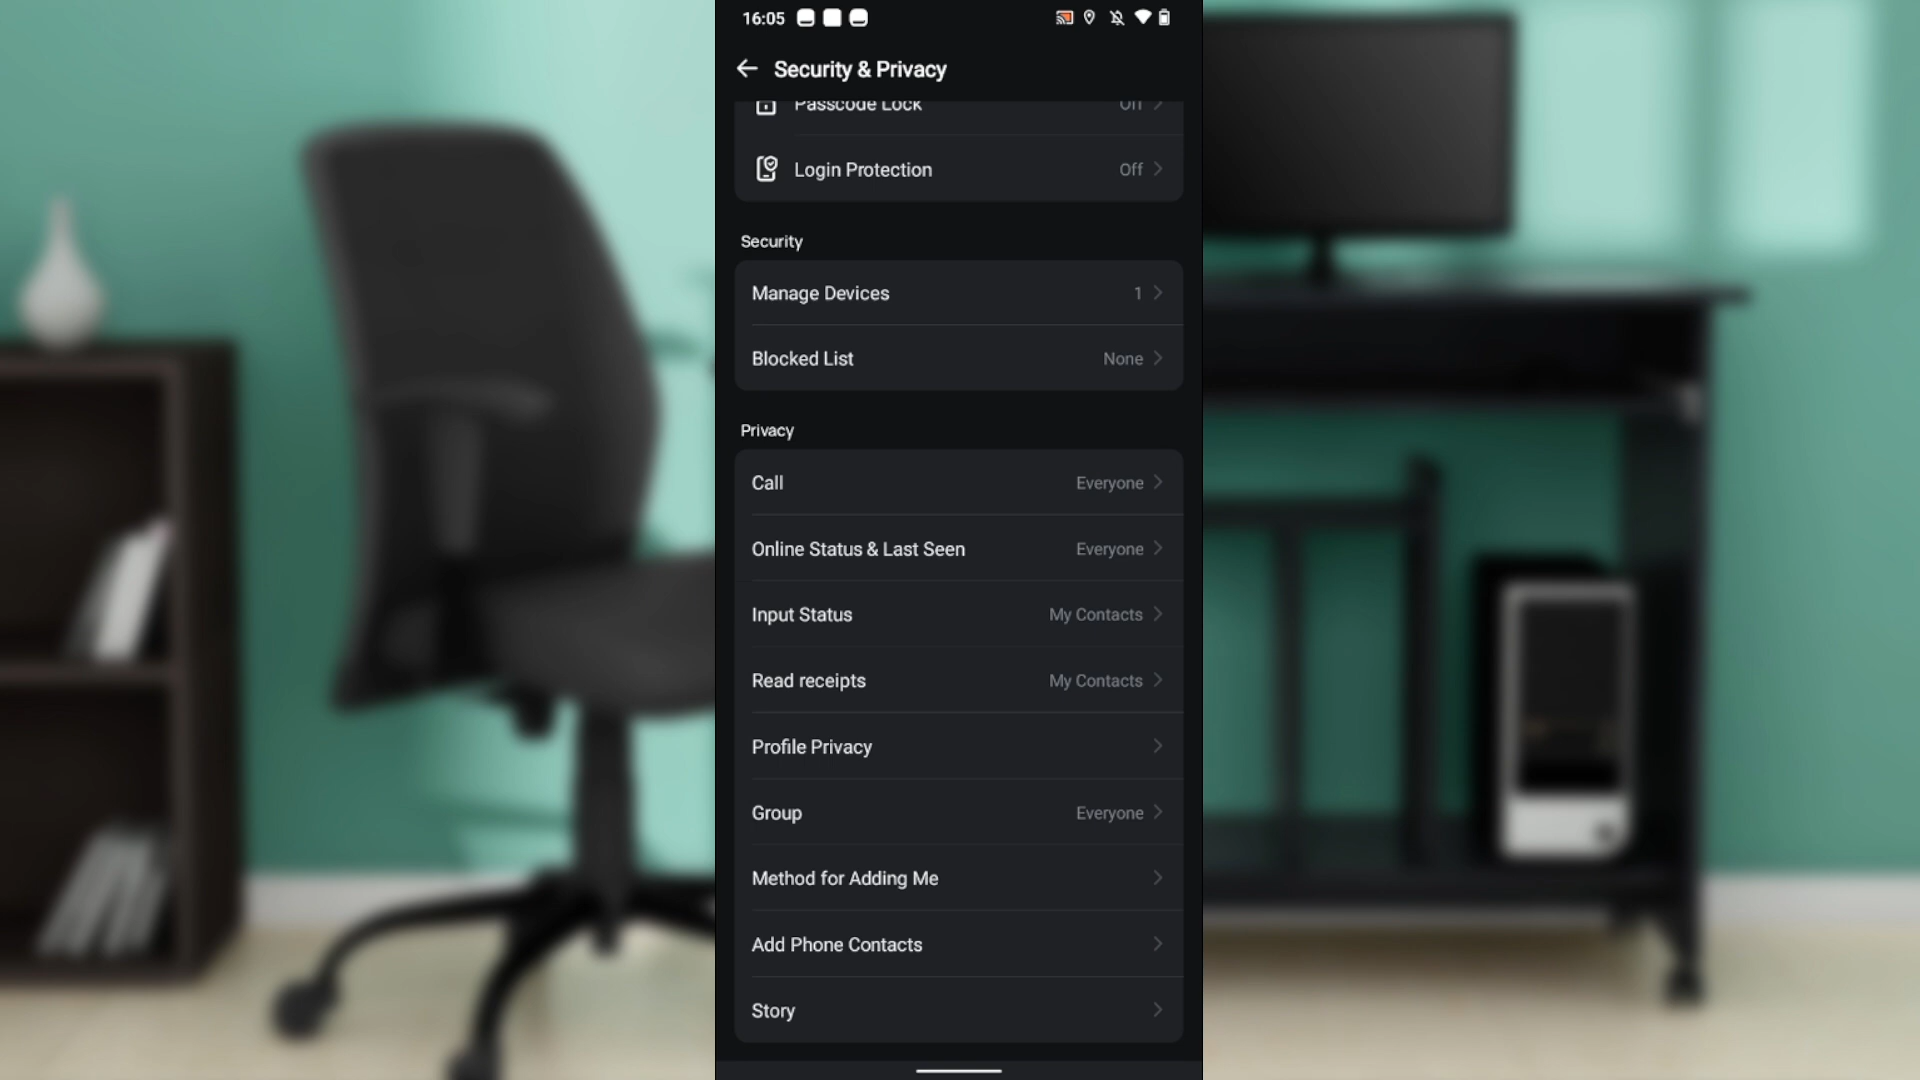 16:05
Security & Privacy
Passcode Lock Off
Login Protection Off
Security
Manage Devices 1
Blocked List None
Privacy
Call Everyone
Online Status & Last Seen Everyone
Input Status My Contacts
Read receipts My Contacts
Profile Privacy
Group Everyone
Method for Adding Me
Add Phone Contacts
Story